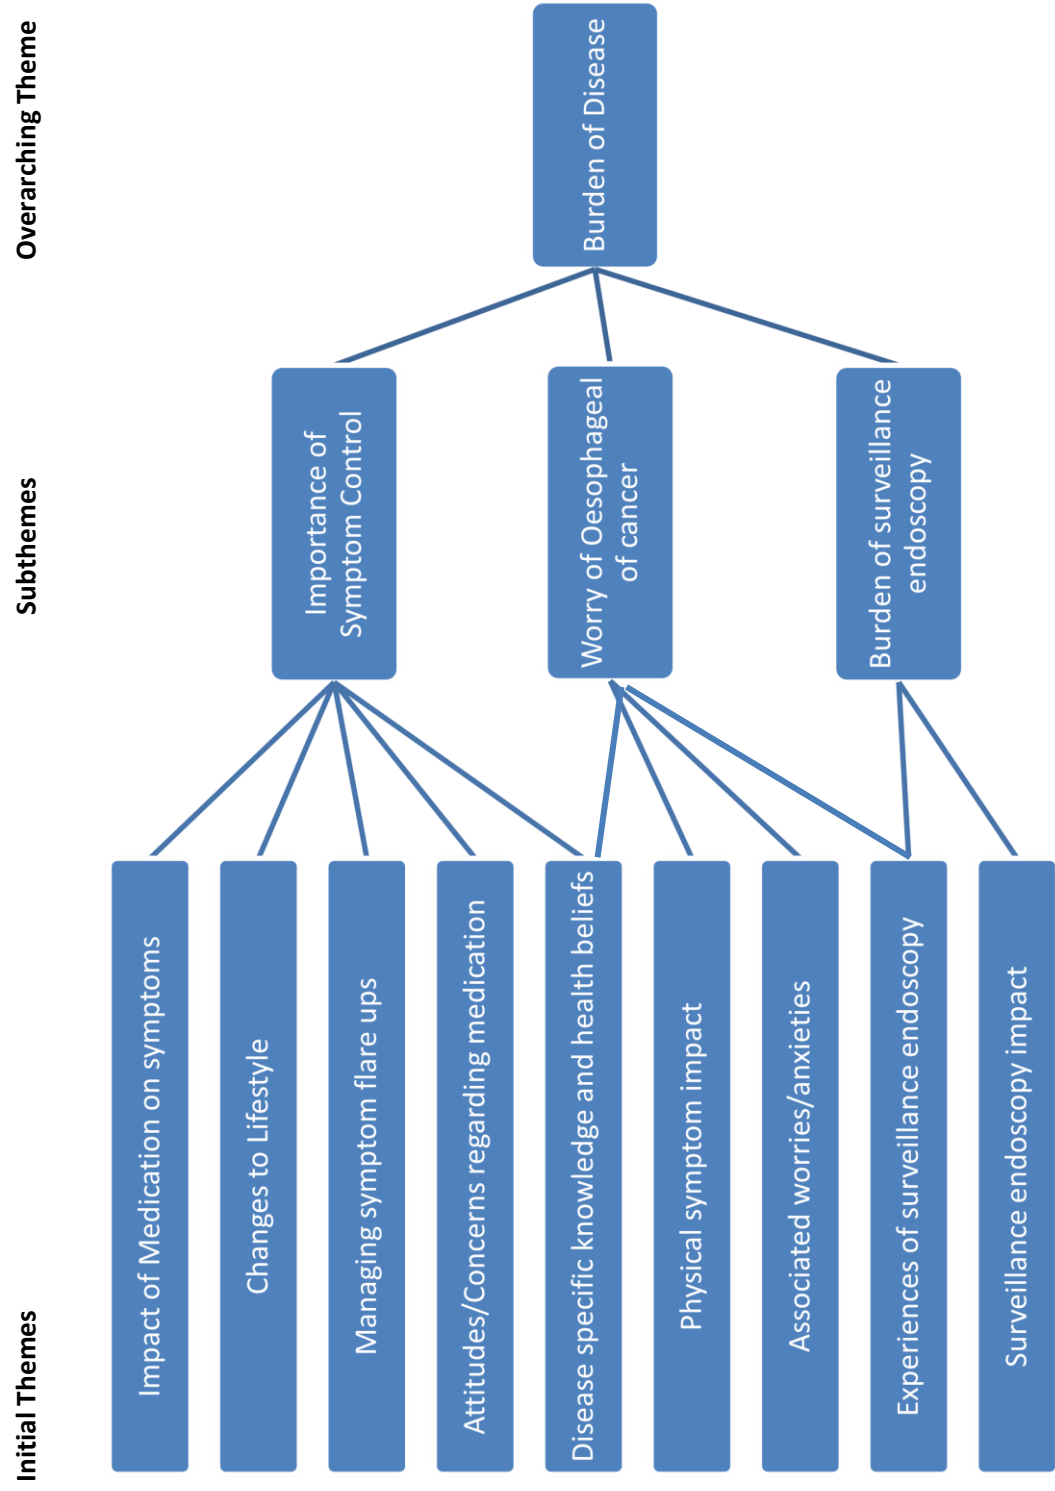 Initial Themes
Subthemes
Overarching Theme
Impact of Medication on symptoms
Changes to Lifestyle
Managing symptom flare ups
Attitudes/Concerns regarding medication
Disease specific knowledge and health beliefs
Physical symptom impact
Associated worries/anxieties
Experiences of surveillance endoscopy
Surveillance endoscopy impact
Importance of
Symptom Control
Worry of Oesophageal
of cancer
Burden of surveillance
endoscopy
Burden of Disease